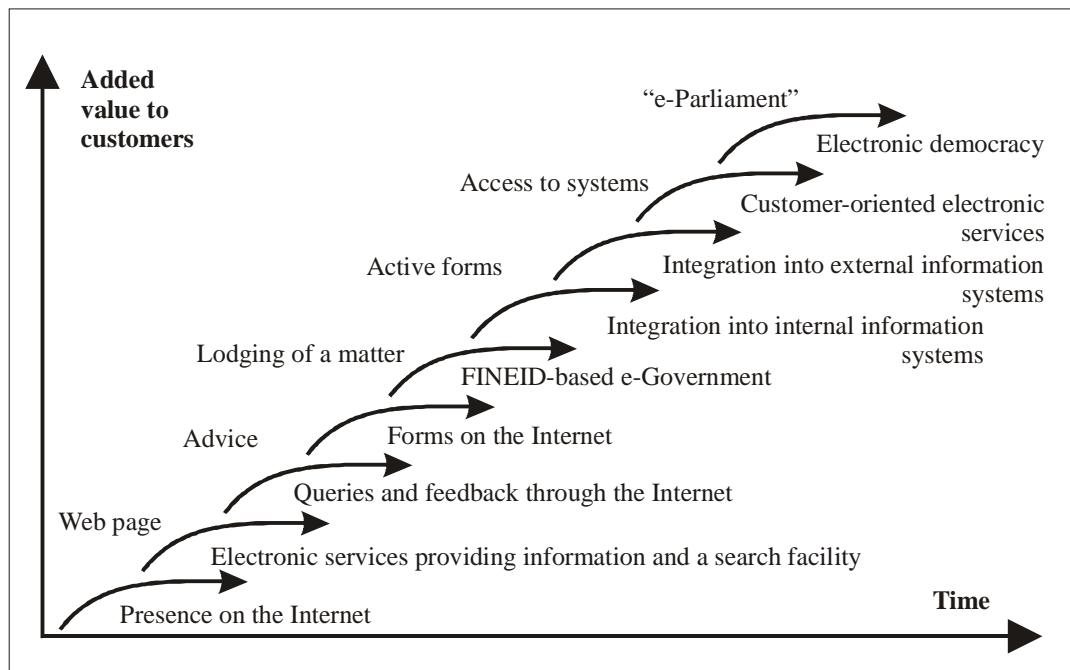 Added
value to
customers
“e-Parliament”
Electronic democracy
Access to systems
Customer-oriented electronic
services
Active forms
Integration into external information
systems
Integration into internal information
systems
Lodging of a matter
FINEID-based e-Government
Advice
Forms on the Internet
Queries and feedback through the Internet
Web page
Electronic services providing information and a search facility
Presence on the Internet
Time